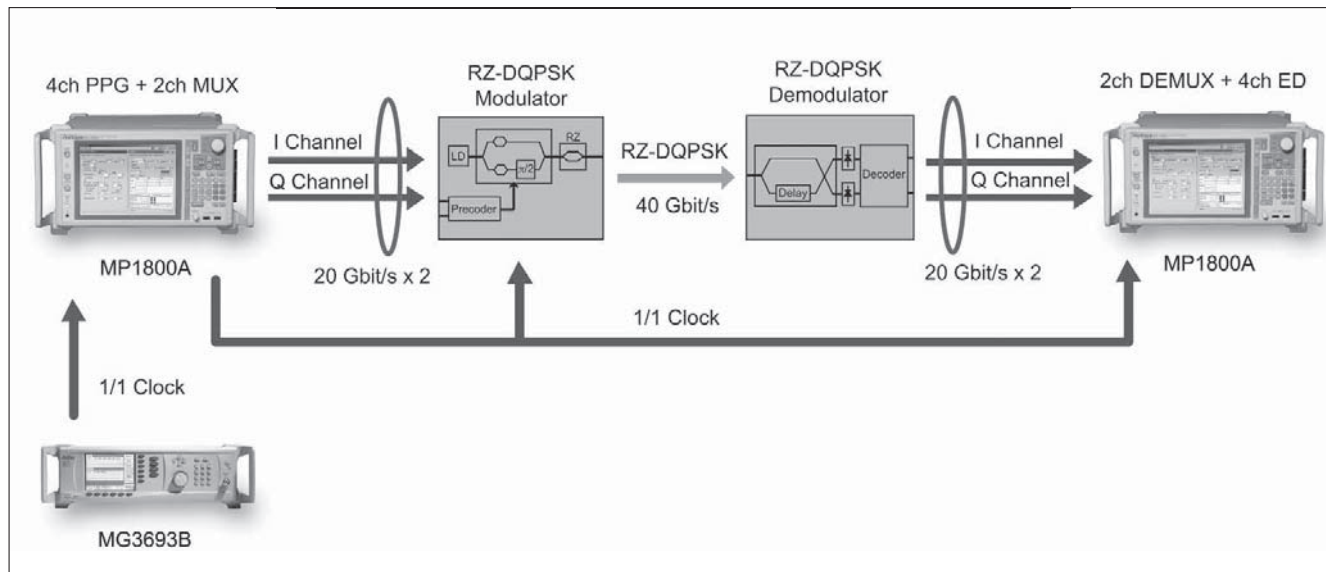 4ch PPG + 2ch MUX
MP1800A
I Channel
Q Channel
20 Gbit/s x 2
RZ-DQPSK
Modulator
LD
π/2
RZ
Precoder
RZ-DQPSK
40 Gbit/s
RZ-DQPSK
Demodulator
Delay
Decoder
I Channel
Q Channel
20 Gbit/s x 2
2ch DEMUX + 4ch ED
MP1800A
1/1 Clock
1/1 Clock
MG3693B